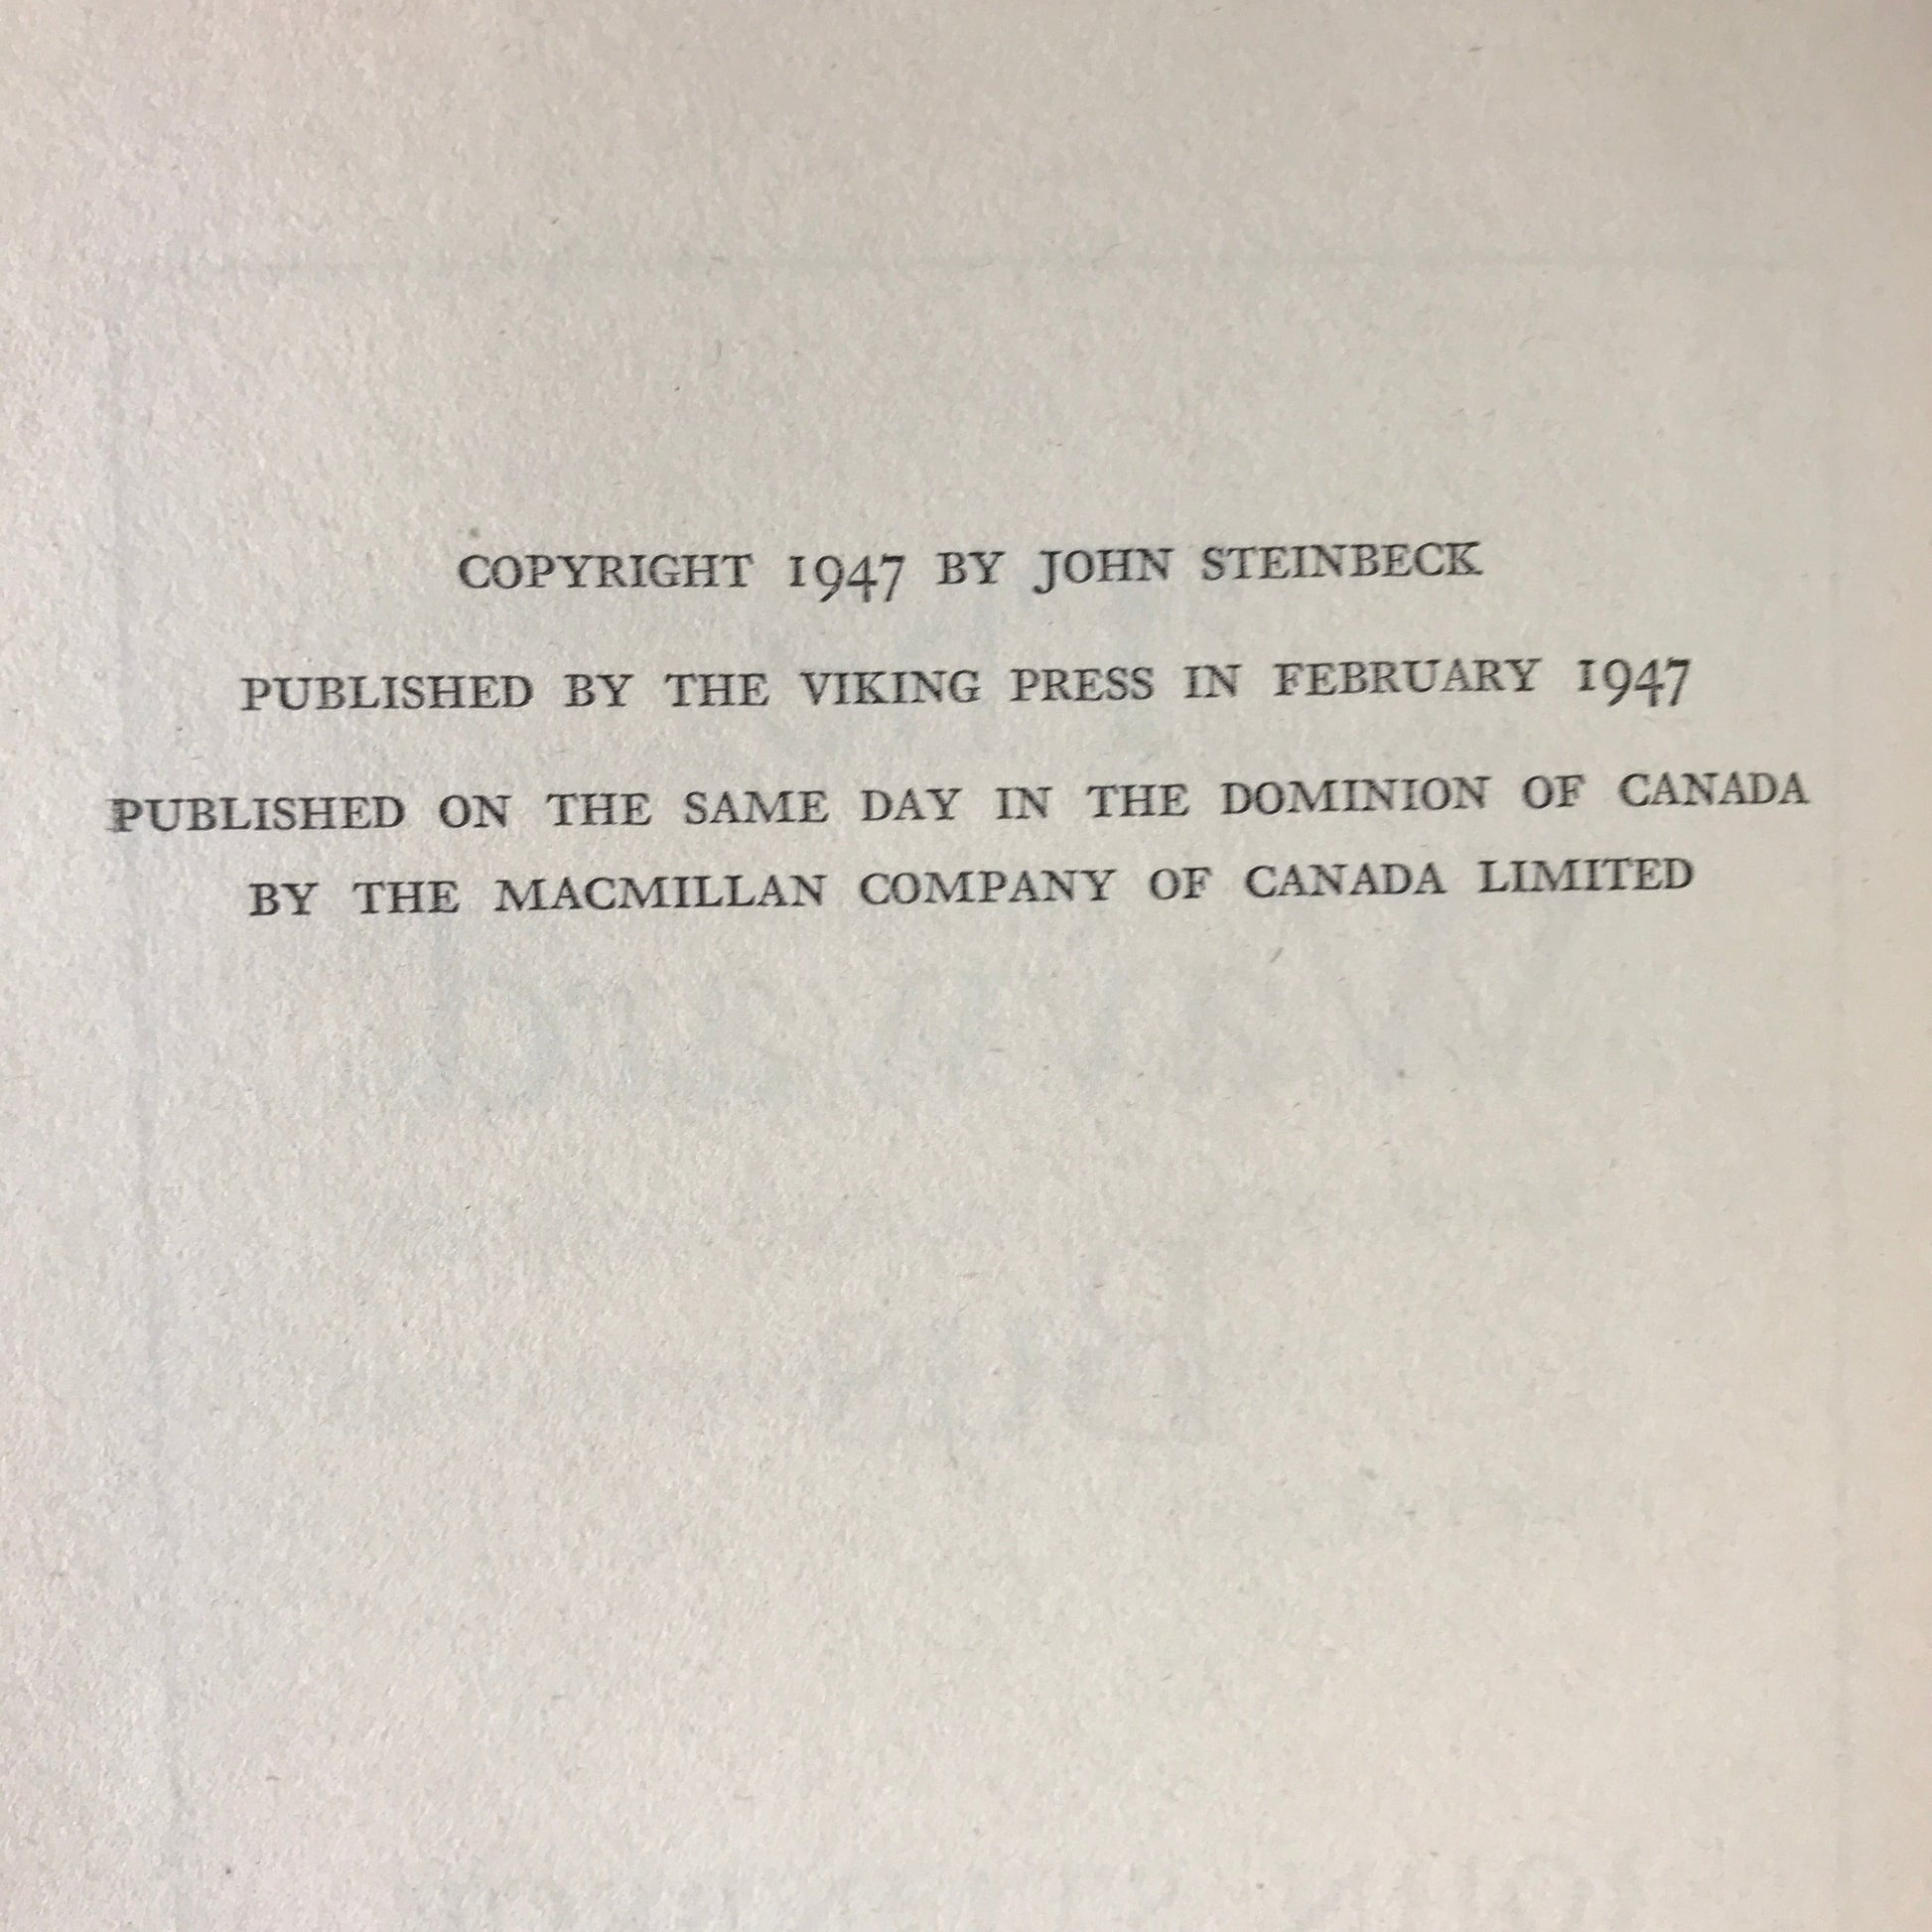 COPYRIGHT 1947 BY JOHN STEINBECK
PUBLISHED BY THE VIKING PRESS IN FEBRUARY 1947
PUBLISHED ON THE SAME DAY IN THE DOMINION OF CANADA
BY THE MACMILLAN COMPANY OF CANADA LIMITED